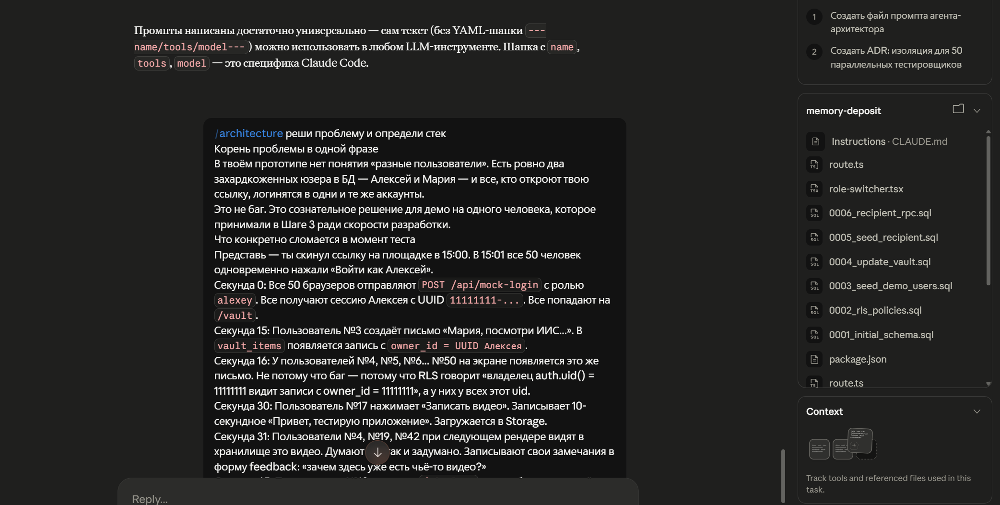 Промпты написаны достаточно универсально — сам текст (без YAML-шапки ---
name/tools/model---) можно использовать в любом LLM-инструменте. Шапка с name,
tools, model — это специфика Claude Code.
/architecture реши проблему и определи стек
Корень проблемы в одной фразе
В твоём прототипе нет понятия «разные пользователи». Есть ровно два
захардкоженных юзера в БД — Алексей и Мария — и все, кто откроют твою
ссылку, логинятся в одни и те же аккаунты.
Это не баг. Это сознательное решение для демо на одного человека, которое
принимали в Шаге 3 ради скорости разработки.
Что конкретно сломается в момент теста
Представь — ты скинул ссылку на площадке в 15:00. В 15:01 все 50 человек
одновременно нажали «Войти как Алексей».
Секунда 0: Все 50 браузеров отправляют POST /api/mock-login с ролью
alexey. Все получают сессию Алексея с UUID 11111111-.... Все попадают на
/vault.
Секунда 15: Пользователь №3 создаёт письмо «Мария, посмотри ИИС...». В
vault_items появляется запись с owner_id = UUID Алексея.
Секунда 16: У пользователей №4, №5, №6... №50 на экране появляется это же
письмо. Не потому что баг — потому что RLS говорит «владелец auth.uid() =
11111111 видит записи с owner_id = 11111111», а у них у всех этот uid.
Секунда 30: Пользователь №17 нажимает «Записать видео». Записывает 10-
секундное «Привет, тестирую приложение». Загружается в Storage.
Секунда 31: Пользователи №4, №19, №42 при следующем рендере видят в
хранилище это видео. Думают так и задумано. Записывают свои замечания в
форму feedback: «зачем здесь уже есть чьё-то видео?»
Reply...
1 Создать файл промпта агента-
архитектора
2 Создать ADR: изоляция для 50
параллельных тестировщиков
memory-deposit
Instructions · CLAUDE.md
TS route.ts
TSX role-switcher.tsx
SQL 0006_recipient_rpc.sql
SQL 0005_seed_recipient.sql
SQL 0004_update_vault.sql
SQL 0003_seed_demo_users.sql
SQL 0002_rls_policies.sql
SQL 0001_initial_schema.sql
package.json
TS route.ts
Context
Track tools and referenced files used in this
task.